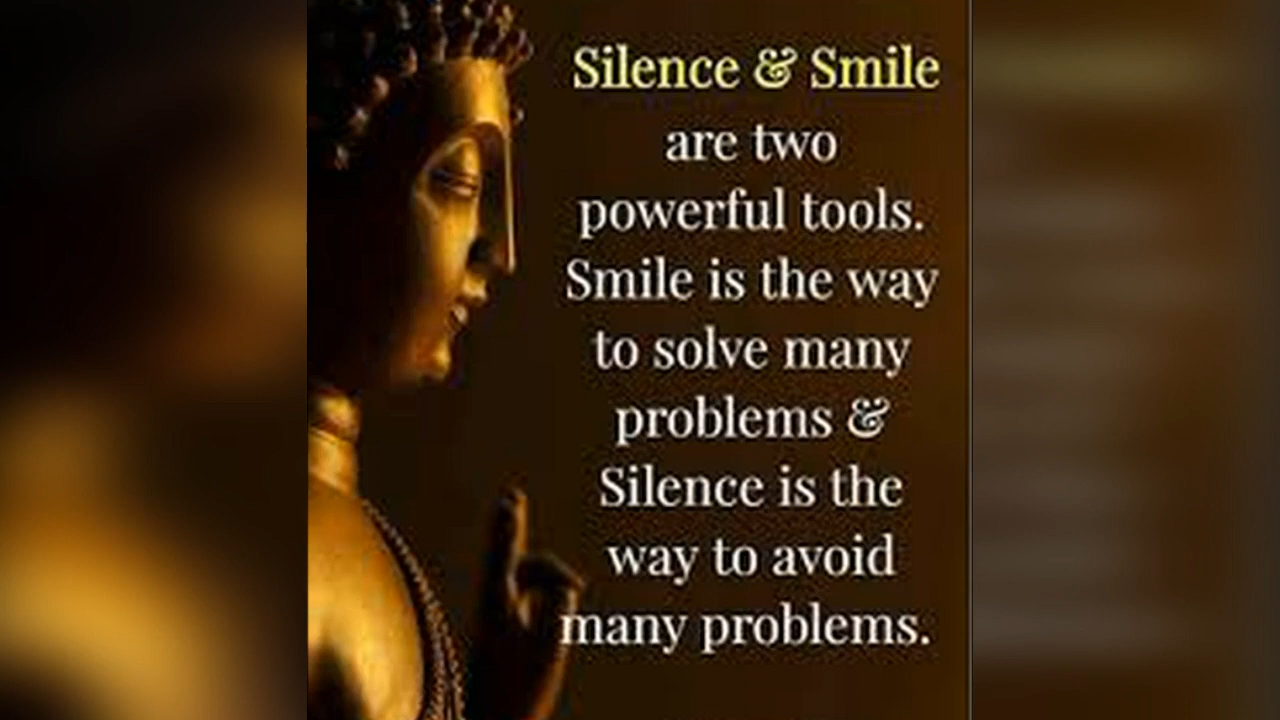 Silence & Smile
are two
powerful tools.
Smile is the way
to solve many
problems &
Silence is the
way to avoid
many problems.